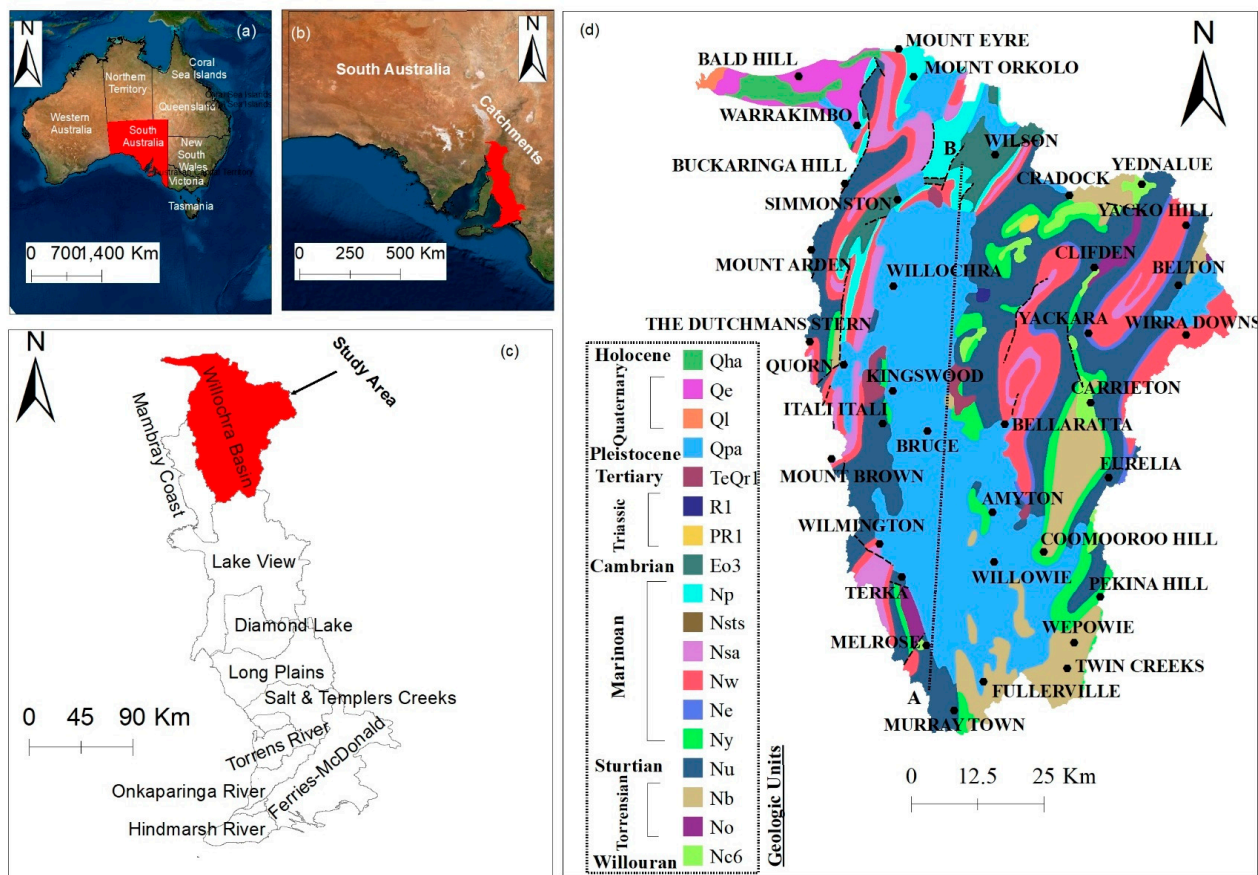 N
(a)
Coral
Sea Islands
Northern
Territory
Queensland
Western
Australia
South
Australia
New
South
Wales
Victoria
Tasmania
0 700 1,400 Km
(b)
N
South Australia
Catchments
0 250 500 Km
(c)
N
Study Area
Willochra Basin
Mambray Coast
Lake View
Diamond Lake
Long Plains
Salt & Templers Creeks
Torrens River
Ferries-McDonald
Onkaparinga River
Hindmarsh River
0 45 90 Km
(d)
N
MOUNT EYRE
BALD HILL
MOUNT ORKOLO
WARRAKIMBO
B
WILSON
YEDNALUE
BUCKARINGA HILL
CRADOCK
SIMMONSTON
YACKO HILL
CLIFDEN
MOUNT ARDEN
WILLOCHRA
BELTON
THE DUTCHMANS STERN
YACKARA
WIRRA DOWNS
QUORN
KINGSWOOD
CARRIETON
ITALI ITALI
BELLARATTA
BRUCE
EURELIA
MOUNT BROWN
AMYTON
WILMINGTON
COOMOOROO HILL
WILLOWIE
TERKA
PEKINA HILL
MELROSE
WEPOWIE
TWIN CREEKS
A
FULLERVILLE
MURRAY TOWN
0 12.5 25 Km
Geologic Units
Holocene
Quaternary
Pleistocene
Tertiary
Triassic
Cambrian
Marinoan
Sturtian
Torrensian
Willouran
Qha
Qe
Ql
Qpa
TeQr1
R1
PR1
Eo3
Np
Nsts
Nsa
Nw
Ne
Ny
Nu
Nb
No
Nc6